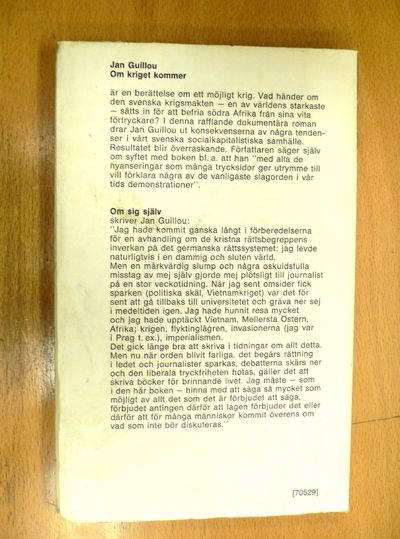 Jan Guillou
Om kriget kommer
är en berättelse om ett möjligt krig. Vad händer om
den svenska krigsmakten – en av världens starkaste
– sätts in för att befria södra Afrika från sina vita
förtryckare? I denna rafflande dokumentära roman
drar Jan Guillou ut konsekvenserna av några tenden-
ser i vårt svenska socialkapitalistiska samhälle.
Resultatet blir överraskande. Författaren säger själv
om syftet med boken bl. a. att han "med alla de
hyanseringar som många trycksidor ger utrymme till
vill förklara några av de vanligaste slagorden i vår
tids demonstrationer".
Om sig själv
skriver Jan Guillou:
"Jag hade kommit ganska långt i förberedelserna
för en avhandling om de kristna rättsbegreppens
inverkan på det germanska rättssystemet: jag levde
naturligtvis i en dammig och sluten värld.
Men en märkvärdig slump och några oskuldsfulla
misstag av mej själv gjorde mej plötsligt till journalist
på en stor veckotidning. När jag sent omsider fick
sparken (politiska skäl, Vietnamkriget) var det för
sent att gå tillbaks till universitetet och gräva ner sej
i medeltiden igen. Jag hade hunnit resa mycket
och jag hade upptäckt Vietnam, Mellersta Östern,
Afrika; krigen, flyktinglägren, invasionerna (jag var
i Prag t. ex.), imperialismen.
Det gick länge bra att skriva i tidningar om allt detta.
Men nu när orden blivit farliga, det begärs rättning
i ledet och journalister sparkas, debatterna skärs ner
och den liberala tryckfriheten hotas, gäller det att
skriva böcker för brinnande livet. Jag måste – som
i den här boken – hinna med att säga så mycket som
möjligt av allt det som det är förbjudet att säga,
förbjudet antingen därför att lagen förbjuder det eller
därför att för många människor kommit överens om
vad som inte bör diskuteras."
[70529]